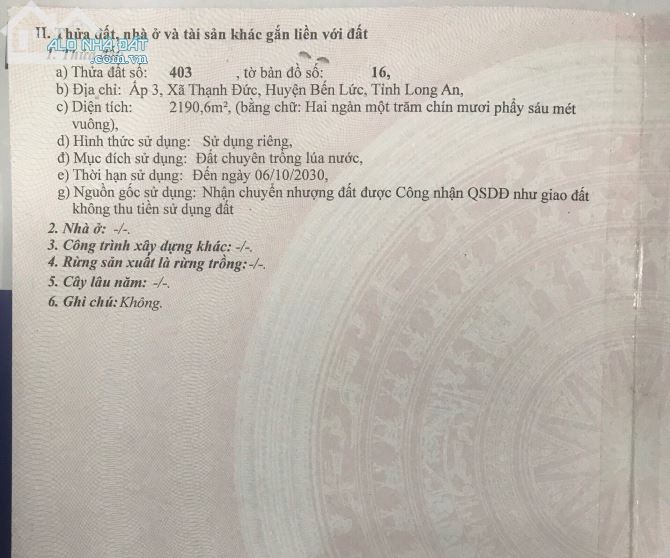 II. Thửa đất, nhà ở và tài sản khác gắn liền với đất
ALO NHÀ ĐẤT
.com.vn
1. Thửa đất
a) Thửa đất số: 403 , tờ bản đồ số: 16,
b) Địa chỉ: Ấp 3, Xã Thạnh Đức, Huyện Bến Lức, Tỉnh Long An,
c) Diện tích: 2190,6m², (bằng chữ: Hai ngàn một trăm chín mươi phẩy sáu mét
vuông),
d) Hình thức sử dụng: Sử dụng riêng,
đ) Mục đích sử dụng: Đất chuyên trồng lúa nước,
e) Thời hạn sử dụng: Đến ngày 06/10/2030,
g) Nguồn gốc sử dụng: Nhận chuyển nhượng đất được Công nhận QSDĐ như giao đất
không thu tiền sử dụng đất
2. Nhà ở: -/-.
3. Công trình xây dựng khác: -/-.
4. Rừng sản xuất là rừng trồng: -/-.
5. Cây lâu năm: -/-.
6. Ghi chú: Không.